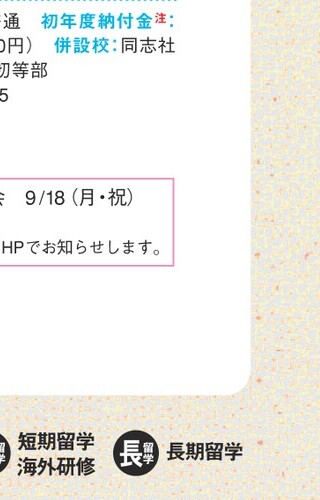 通 初年度納付金注:
0円) 併設校:同志社
初等部
5
会 9/18(月・祝)
HPでお知らせします。
留学 短期留学
海外研修
長留学 長期留学